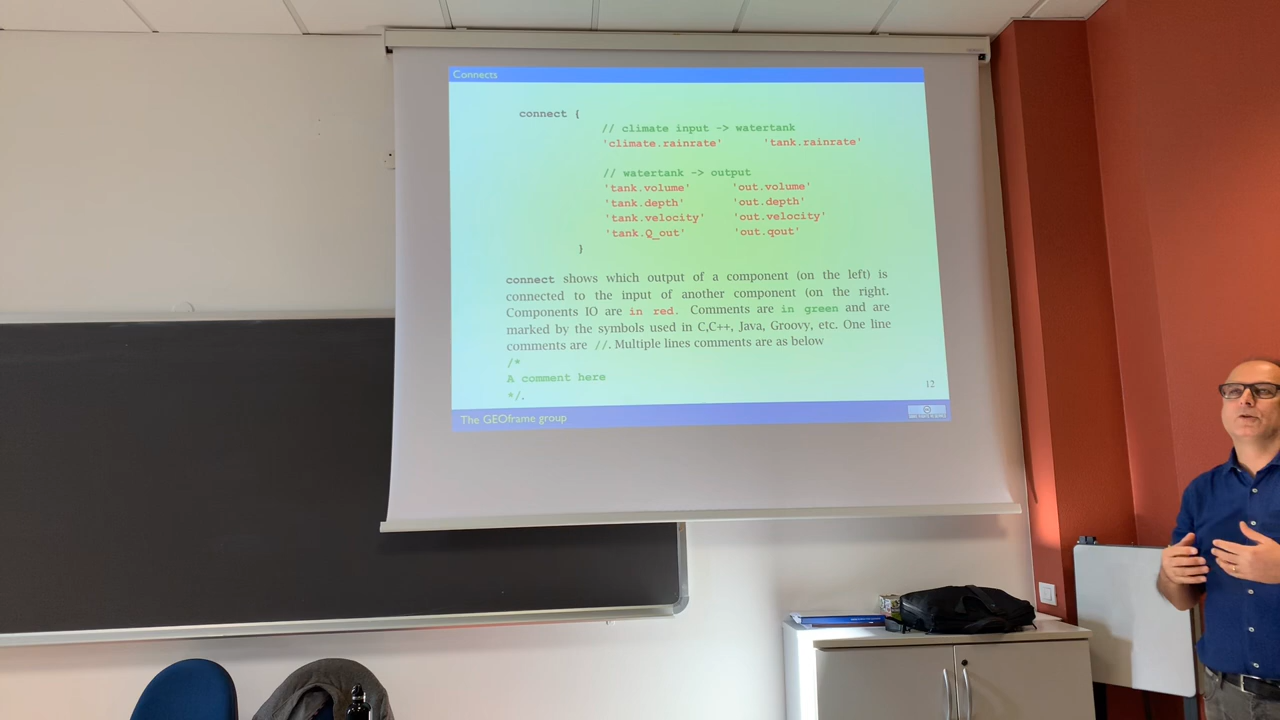 Connects
connect {
// climate input -> watertank
'climate.rainrate' 'tank.rainrate'
// watertank -> output
'tank.volume' 'out.volume'
'tank.depth' 'out.depth'
'tank.velocity' 'out.velocity'
'tank.Q_out' 'out.qout'
}
connect shows which output of a component (on the left) is
connected to the input of another component (on the right.
Components IO are in red. Comments are in green and are
marked by the symbols used in C,C++, Java, Groovy, etc. One line
comments are //. Multiple lines comments are as below
/*
A comment here
*/.
12
The GEOframe group